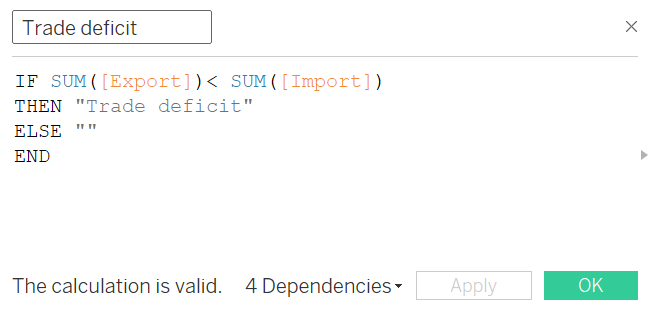 Trade deficit
IF SUM([Export])< SUM([Import])
THEN "Trade deficit"
ELSE ""
END
The calculation is valid. 4 Dependencies Apply OK